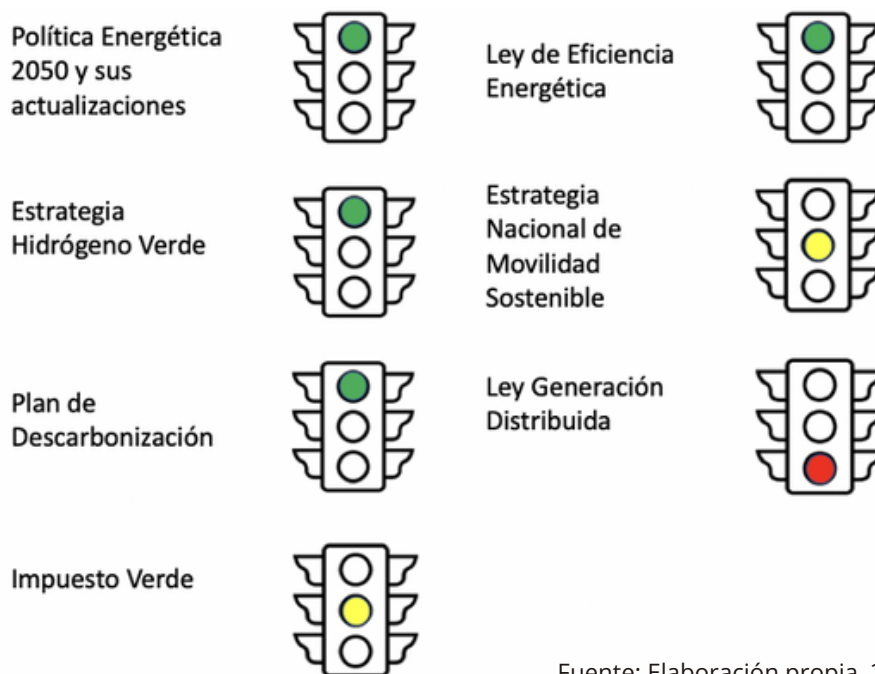 Política Energética
2050 y sus
actualizaciones
Ley de Eficiencia
Energética
Estrategia
Hidrógeno Verde
Estrategia
Nacional de
Movilidad
Sostenible
Plan de
Descarbonización
Ley Generación
Distribuida
Impuesto Verde
Fuente: Elaboración propia,